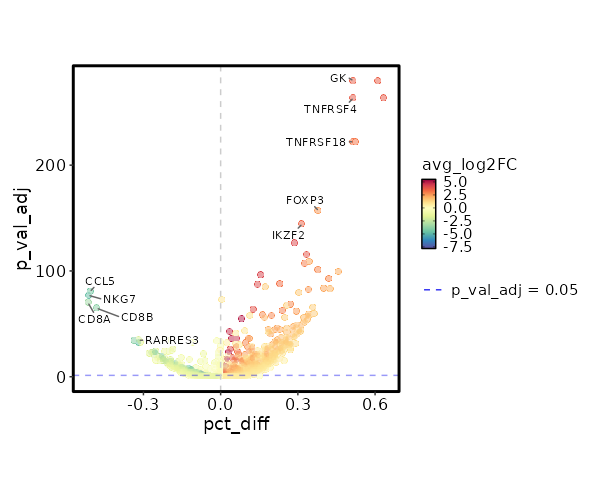 GK
TNFRSF4
TNFRSF18
FOXP3
IKZF2
CCL5
NKG7
CD8A
CD8B
RARRES3
p_val_adj
200
100
0
-0.3
0.0
0.3
0.6
pct_diff
avg_log2FC
5.0
2.5
0.0
-2.5
-5.0
-7.5
p_val_adj = 0.05